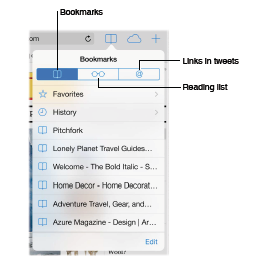 Bookmarks
om
Bookmarks
Links in tweets
@
Reading list
Favorites
History
Pitchfork
Lonely Planet Travel Guides...
Welcome - The Bold Italic - S...
Home Decor - Home Decorat...
Adventure Travel, Gear, and...
Azure Magazine - Design | Ar...
Edit